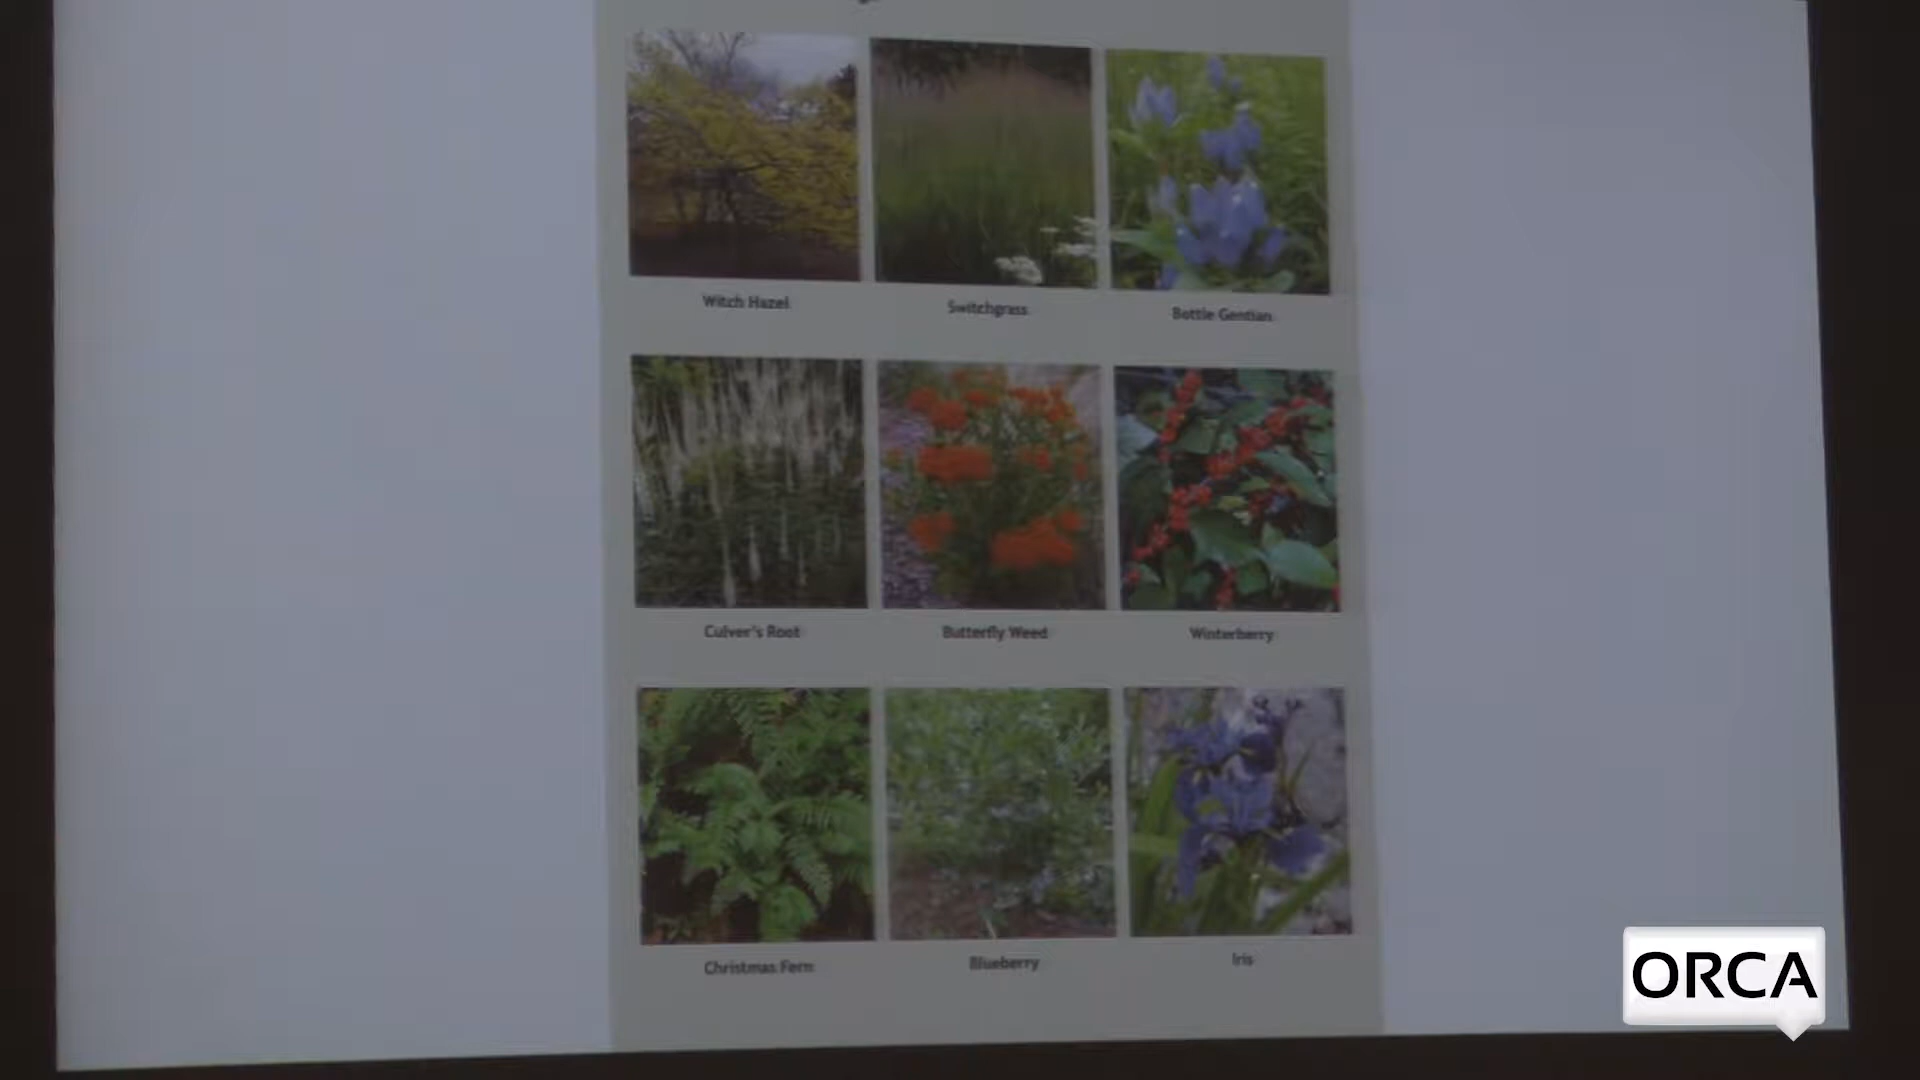 Witch Hazel
Switchgrass
Bottle Gentian
Culver's Root
Butterfly Weed
Winterberry
Christmas Fern
Blueberry
Iris
ORCA